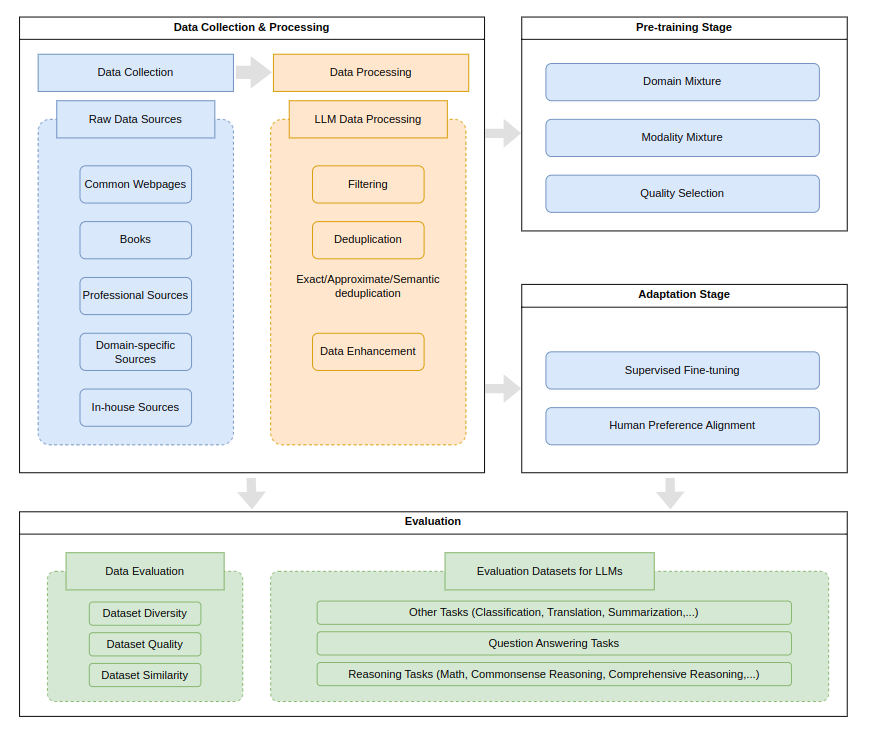 Data Collection & Processing
Data Collection
Data Processing
Raw Data Sources
Common Webpages
Books
Professional Sources
Domain-specific
Sources
In-house Sources
LLM Data Processing
Filtering
Deduplication
Exact/Approximate/Semantic
deduplication
Data Enhancement
Pre-training Stage
Domain Mixture
Modality Mixture
Quality Selection
Adaptation Stage
Supervised Fine-tuning
Human Preference Alignment
Evaluation
Data Evaluation
Dataset Diversity
Dataset Quality
Dataset Similarity
Evaluation Datasets for LLMs
Other Tasks (Classification, Translation, Summarization,...)
Question Answering Tasks
Reasoning Tasks (Math, Commonsense Reasoning, Comprehensive Reasoning,...)